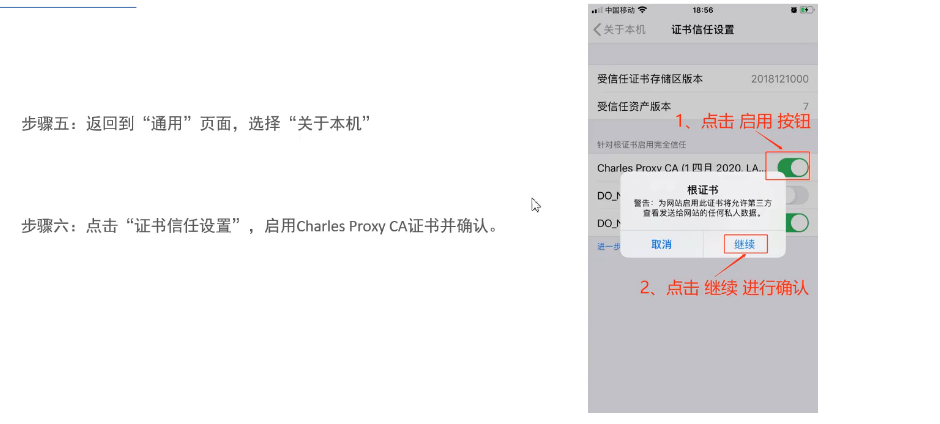 步骤五：返回到“通用”页面，选择“关于本机”
步骤六：点击“证书信任设置”，启用Charles Proxy CA证书并确认。
中国移动 18:56
关于本机 证书信任设置
受信任证书存储区版本 2018121000
受信任资产版本 7
1、点击 启用 按钮
针对根证书启用完全信任
Charles Proxy CA (1 四月 2020, LA...
根证书
DO_N
警告：为网站启用此证书将允许第三方
查看发送给网站的任何私人数据。
DO_N
进一步
取消 继续
2、点击 继续 进行确认